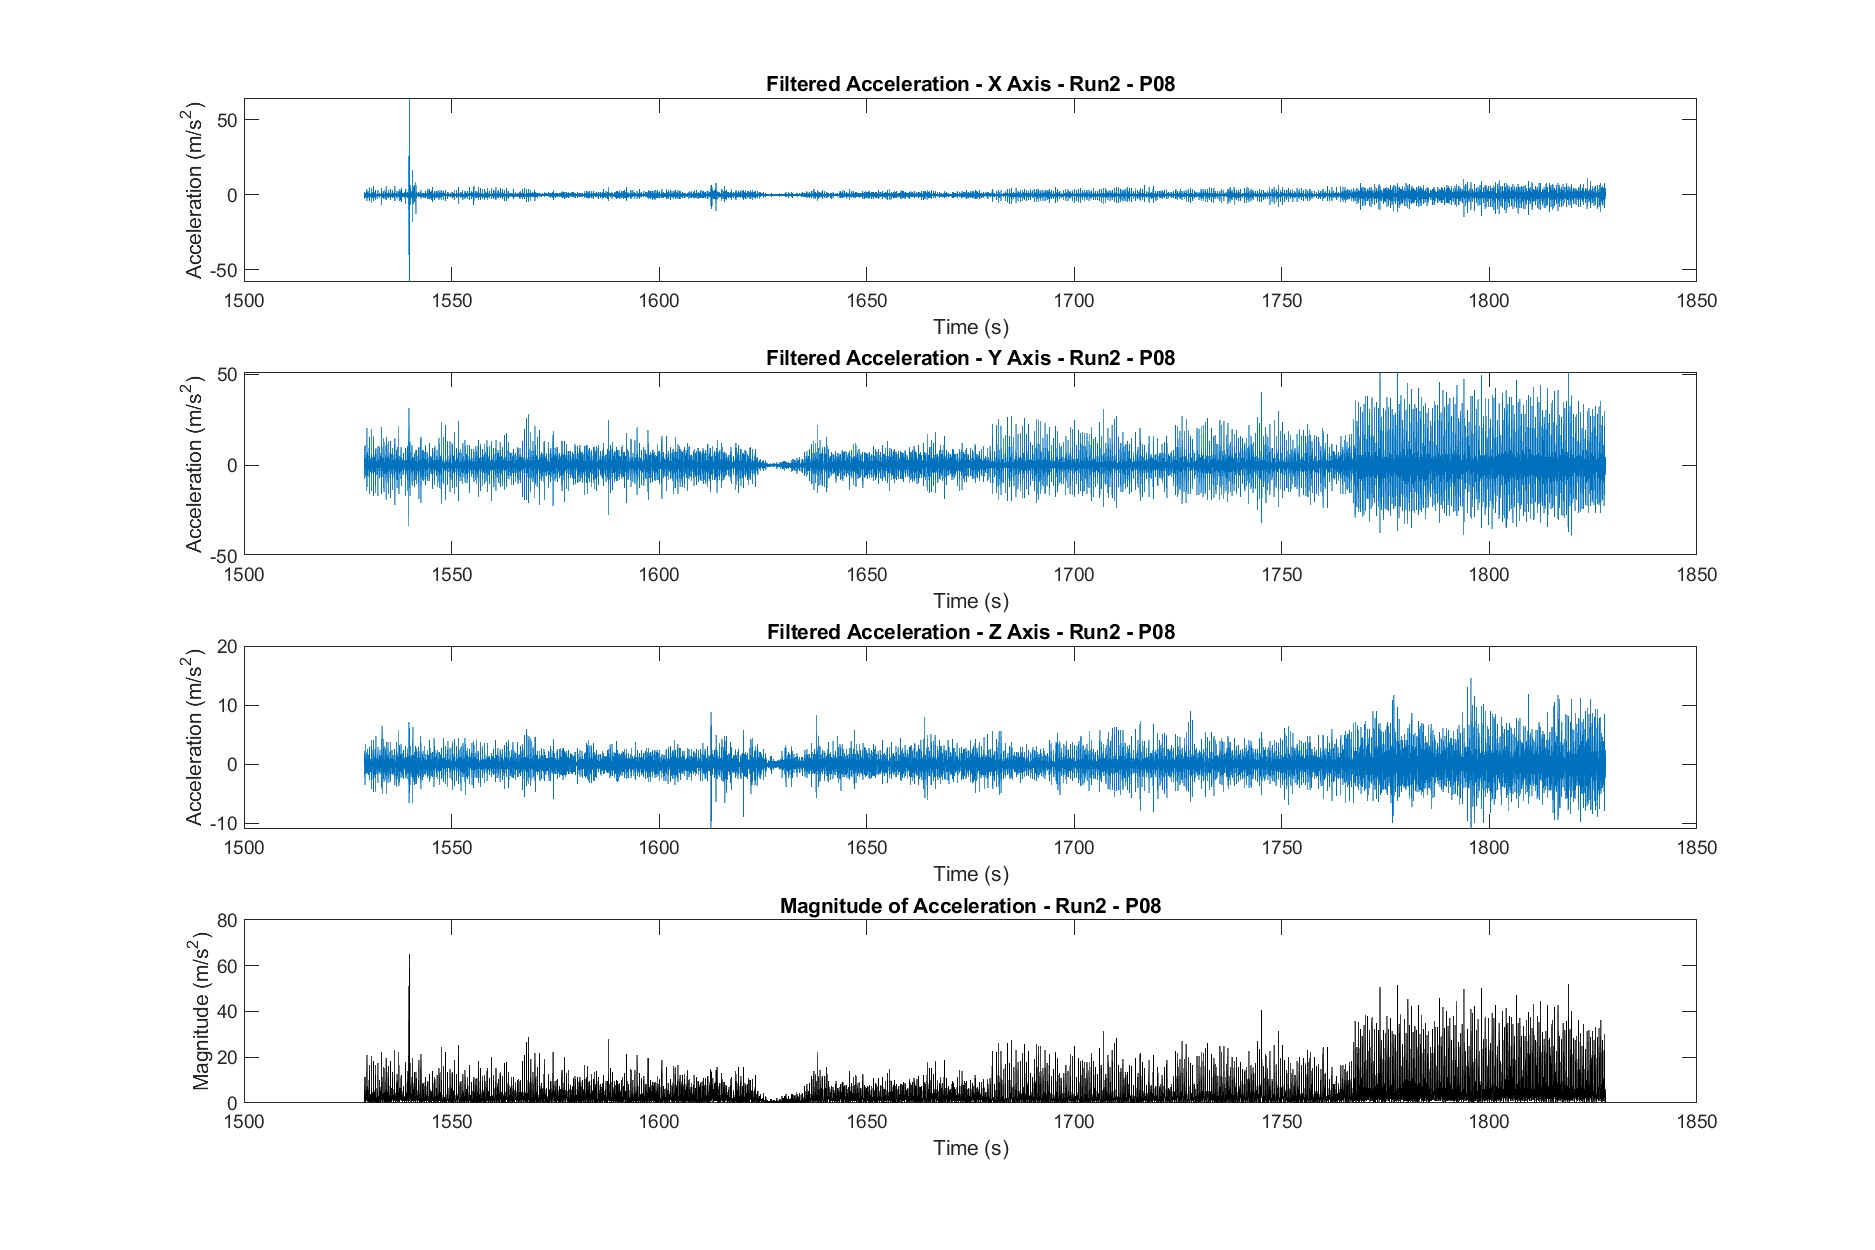 Filtered Acceleration - X Axis - Run2 - P08
Acceleration (m/s²)
50
0
-50
1500 1550 1600 1650 1700 1750 1800 1850
Time (s)
Filtered Acceleration - Y Axis - Run2 - P08
Acceleration (m/s²)
50
0
-50
1500 1550 1600 1650 1700 1750 1800 1850
Time (s)
Filtered Acceleration - Z Axis - Run2 - P08
Acceleration (m/s²)
20
10
0
-10
1500 1550 1600 1650 1700 1750 1800 1850
Time (s)
Magnitude of Acceleration - Run2 - P08
Magnitude (m/s²)
80
60
40
20
0
1500 1550 1600 1650 1700 1750 1800 1850
Time (s)